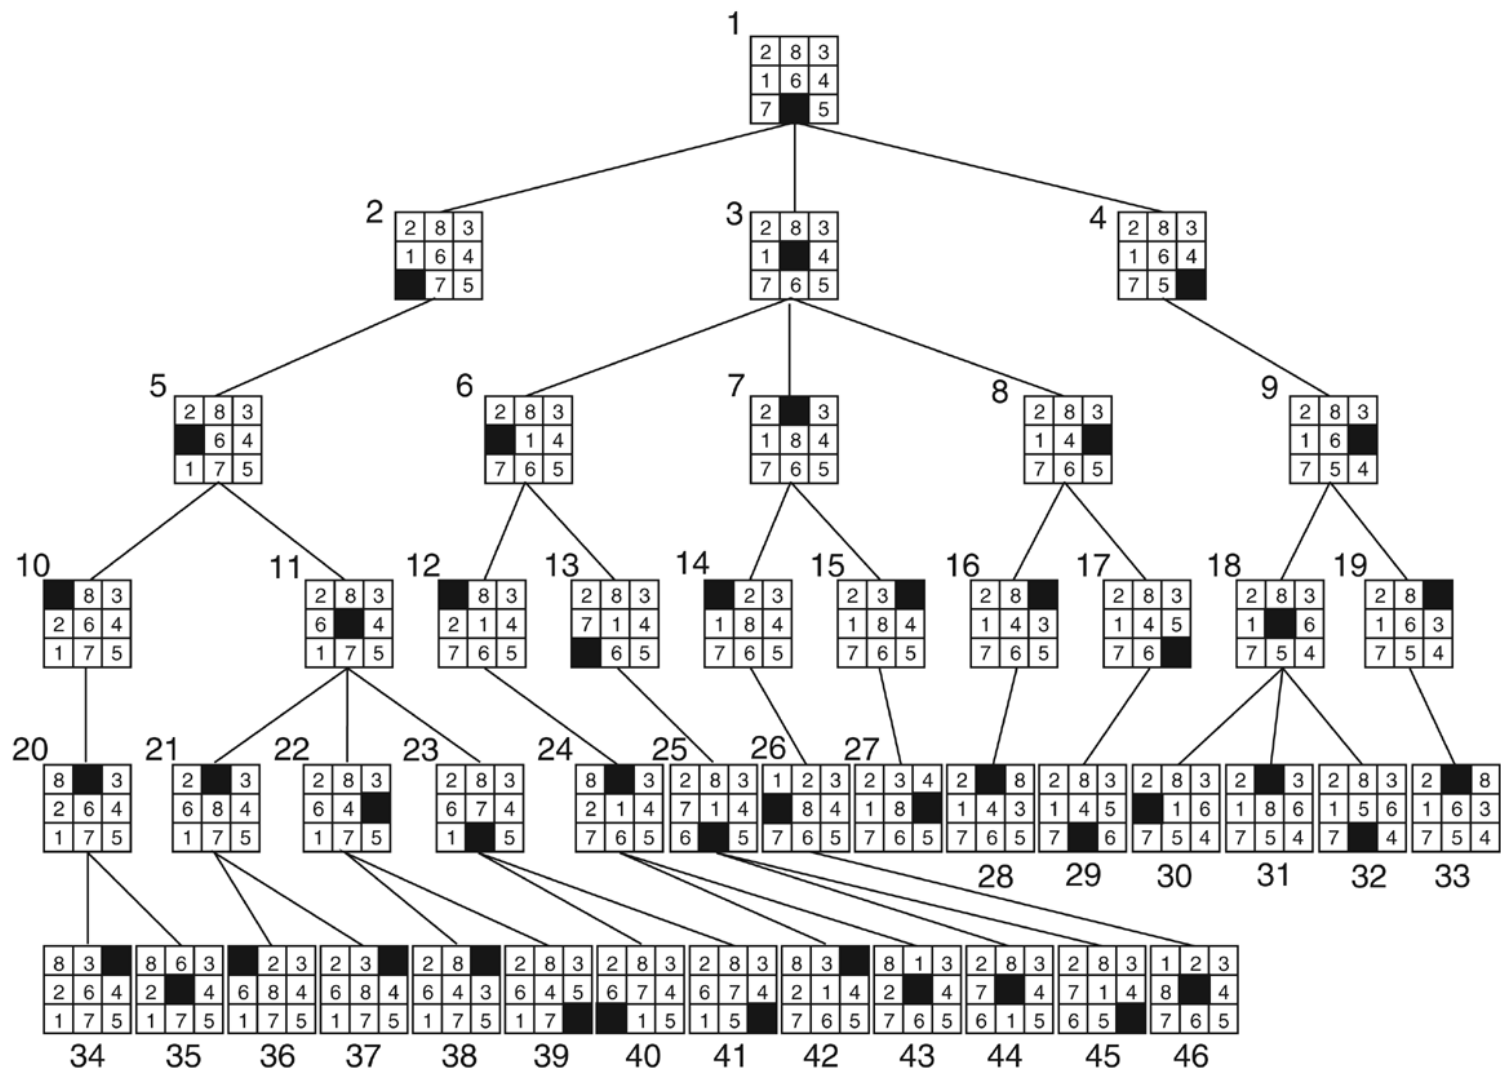 1
2 8 3
1 6 4
7 5
2
2 8 3
1 6 4
7 5
3
2 8 3
1 4
7 6 5
4
2 8 3
1 6 4
7 5
5
2 8 3
6 4
1 7 5
6
2 8 3
1 4
7 6 5
7
2 3
1 8 4
7 6 5
8
2 8 3
1 4
7 6 5
9
2 8 3
1 6
7 5 4
10
8 3
2 6 4
1 7 5
11
2 8 3
6 4
1 7 5
12
8 3
2 1 4
7 6 5
13
2 8 3
7 1 4
6 5
14
2 3
1 8 4
7 6 5
15
2 3
1 8 4
7 6 5
16
2 8
1 4 3
7 6 5
17
2 8 3
1 4 5
7 6
18
2 8 3
1 6
7 5 4
19
2 8
1 6 3
7 5 4
20
8 3
2 6 4
1 7 5
21
2 3
6 8 4
1 7 5
22
2 8 3
6 4
1 7 5
23
2 8 3
6 7 4
1 5
24
8 3
2 1 4
7 6 5
25
2 8 3
7 1 4
6 5
26
1 2 3
8 4
7 6 5
27
2 3 4
1 8
7 6 5
2 8
1 4 3
7 6 5
28
2 8 3
1 4 5
7 6
29
2 8 3
1 6
7 5 4
30
2 3
1 8 6
7 5 4
31
2 8 3
1 5 6
7 4
32
2 8
1 6 3
7 5 4
33
8 3
2 6 4
1 7 5
34
8 6 3
2 4
1 7 5
35
2 3
6 8 4
1 7 5
36
2 3
6 8 4
1 7 5
37
2 8
6 4 3
1 7 5
38
2 8 3
6 4 5
1 7
39
2 8 3
6 7 4
1 5
40
2 8 3
6 7 4
1 5
41
8 3
2 1 4
7 6 5
42
8 1 3
2 4
7 6 5
43
2 8 3
7 4
6 1 5
44
2 8 3
7 1 4
6 5
45
1 2 3
8 4
7 6 5
46